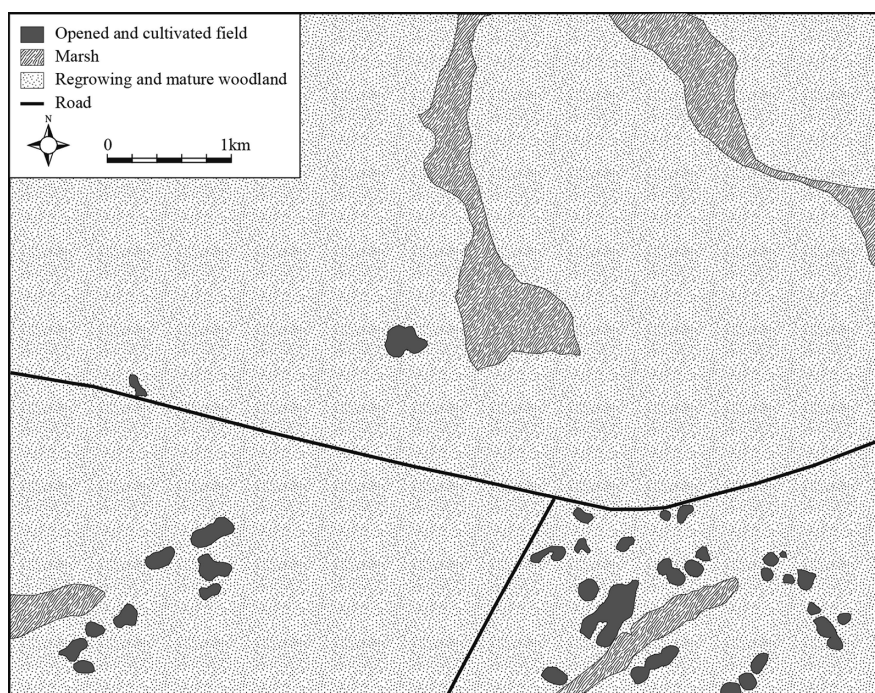 Opened and cultivated field
Marsh
Regrowing and mature woodland
Road
N
0 1km